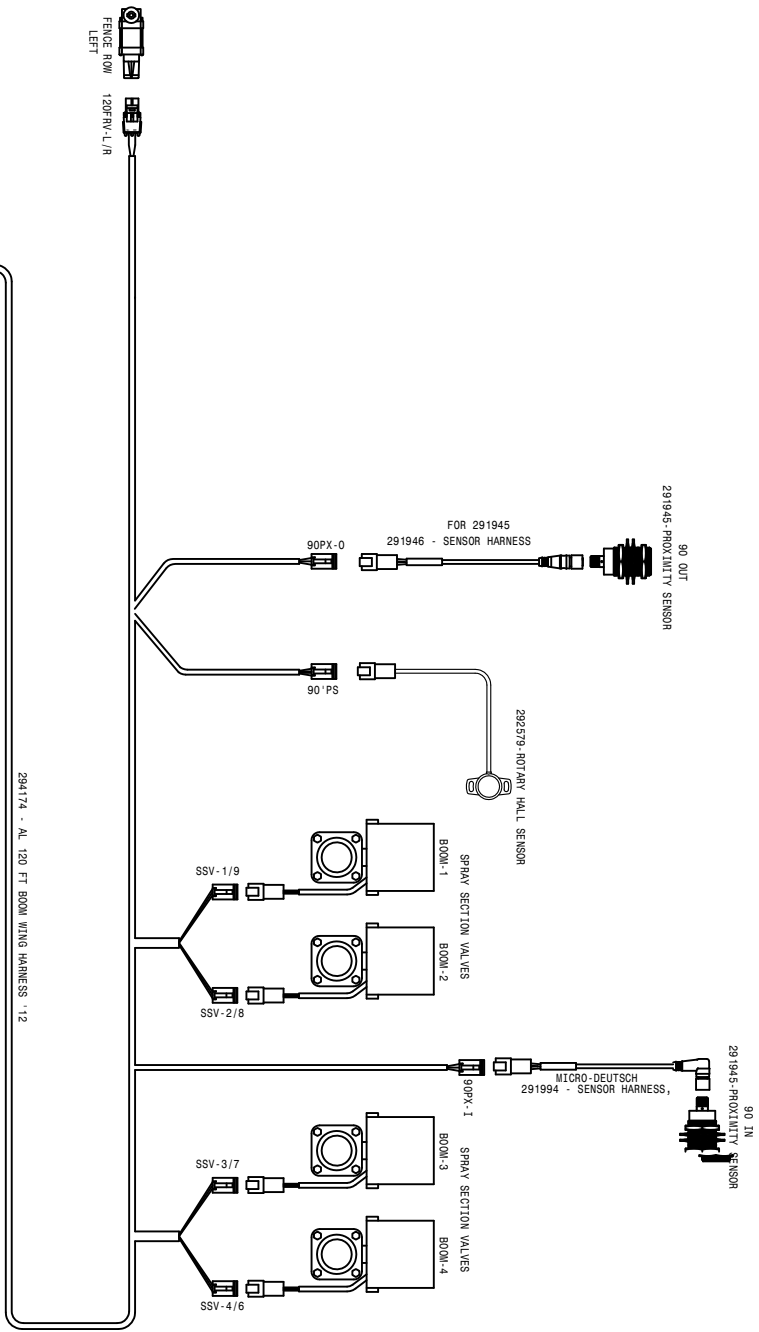 FENCE ROW
LEFT
120FRV-L/R
90 OUT
291945-PROXIMITY SENSOR
FOR 291945
291946 - SENSOR HARNESS
90PX-O
90'PS
292579-ROTARY HALL SENSOR
SPRAY SECTION VALVES
BOOM-1
BOOM-2
SSV-1/9
SSV-2/8
90 IN
291945-PROXIMITY SENSOR
MICRO-DEUTSCH
291994 - SENSOR HARNESS,
90PX-I
SPRAY SECTION VALVES
BOOM-3
BOOM-4
SSV-3/7
SSV-4/6
294174 - AL 120 FT BOOM WING HARNESS '12